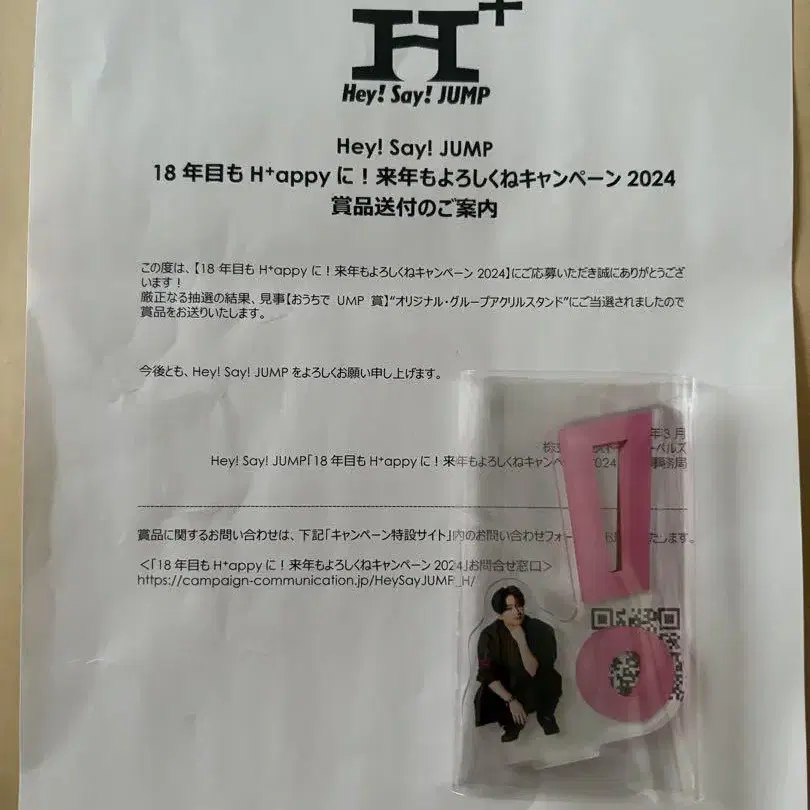 H+
Hey! Say! JUMP
Hey! Say! JUMP
18 年目も H⁺appy に！来年もよろしくねキャンペーン 2024
賞品送付のご案内
この度は、【18 年目も H⁺appy に！来年もよろしくねキャンペーン 2024】にご応募いただき誠にありがとうござ
います！
厳正なる抽選の結果、見事【おうちで UMP 賞】“オリジナル・グループアクリルスタンド”にご当選されましたので
賞品をお送りいたします。
今後とも、Hey! Say! JUMP をよろしくお願い申し上げます。
年 3 月
Hey! Say! JUMP「18 年目も H⁺appy に！来年もよろしくねキャンペ 2024 事務局
賞品に関するお問い合わせは、下記「キャンペーン特設サイト」内のお問い合わせフォー たします。
＜「18 年目も H⁺appy に！来年もよろしくねキャンペーン 2024」お問合せ窓口＞
https://campaign-communication.jp/HeySayJUMP_H/